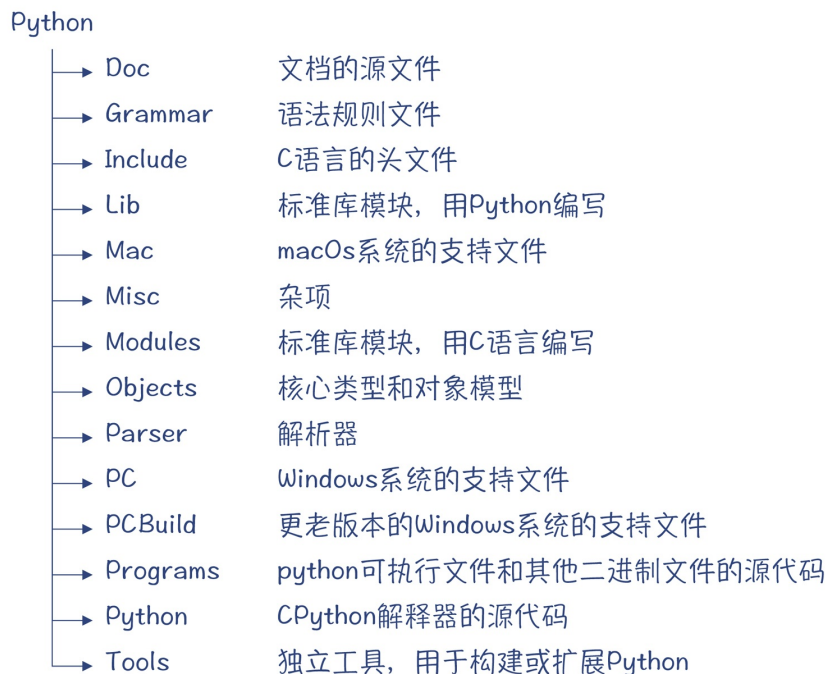 Python
Doc 文档的源文件
Grammar 语法规则文件
Include C语言的头文件
Lib 标准库模块，用Python编写
Mac macOs系统的支持文件
Misc 杂项
Modules 标准库模块，用C语言编写
Objects 核心类型和对象模型
Parser 解析器
PC Windows系统的支持文件
PCBuild 更老版本的Windows系统的支持文件
Programs python可执行文件和其他二进制文件的源代码
Python CPython解释器的源代码
Tools 独立工具，用于构建或扩展Python